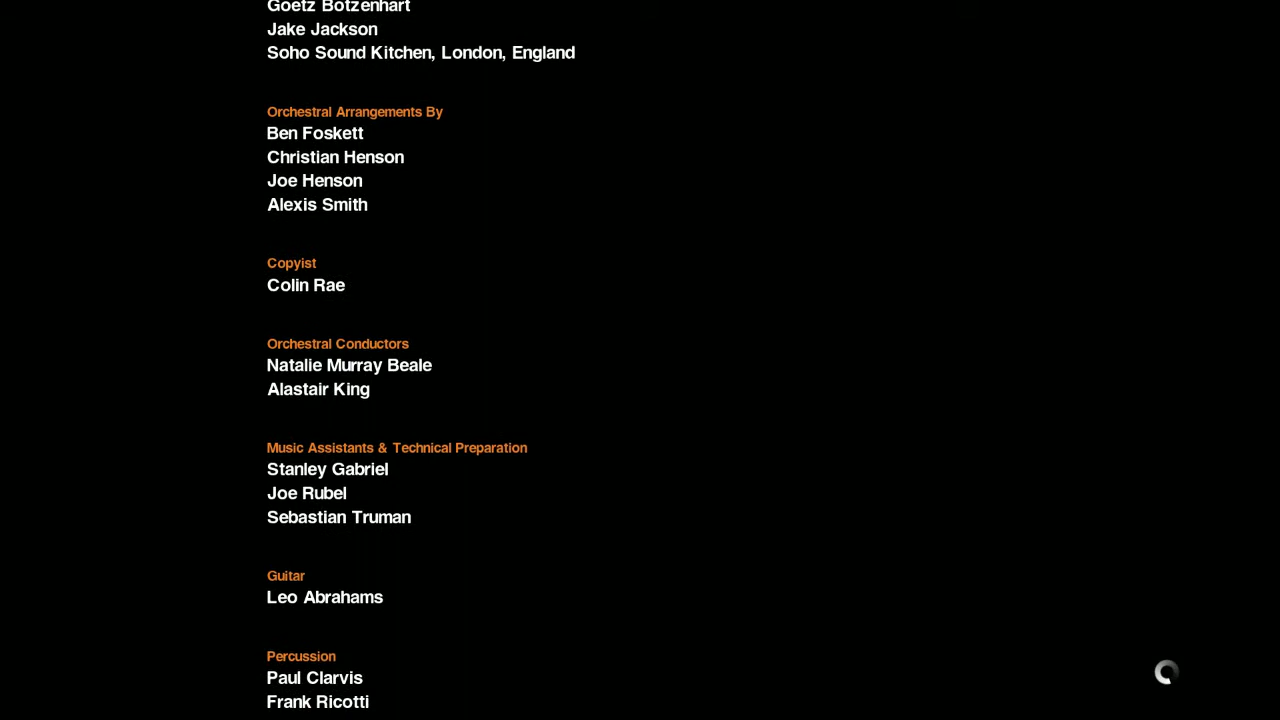 Goetz Botzenhart
Jake Jackson
Soho Sound Kitchen, London, England
Orchestral Arrangements By
Ben Foskett
Christian Henson
Joe Henson
Alexis Smith
Copyist
Colin Rae
Orchestral Conductors
Natalie Murray Beale
Alastair King
Music Assistants & Technical Preparation
Stanley Gabriel
Joe Rubel
Sebastian Truman
Guitar
Leo Abrahams
Percussion
Paul Clarvis
Frank Ricotti